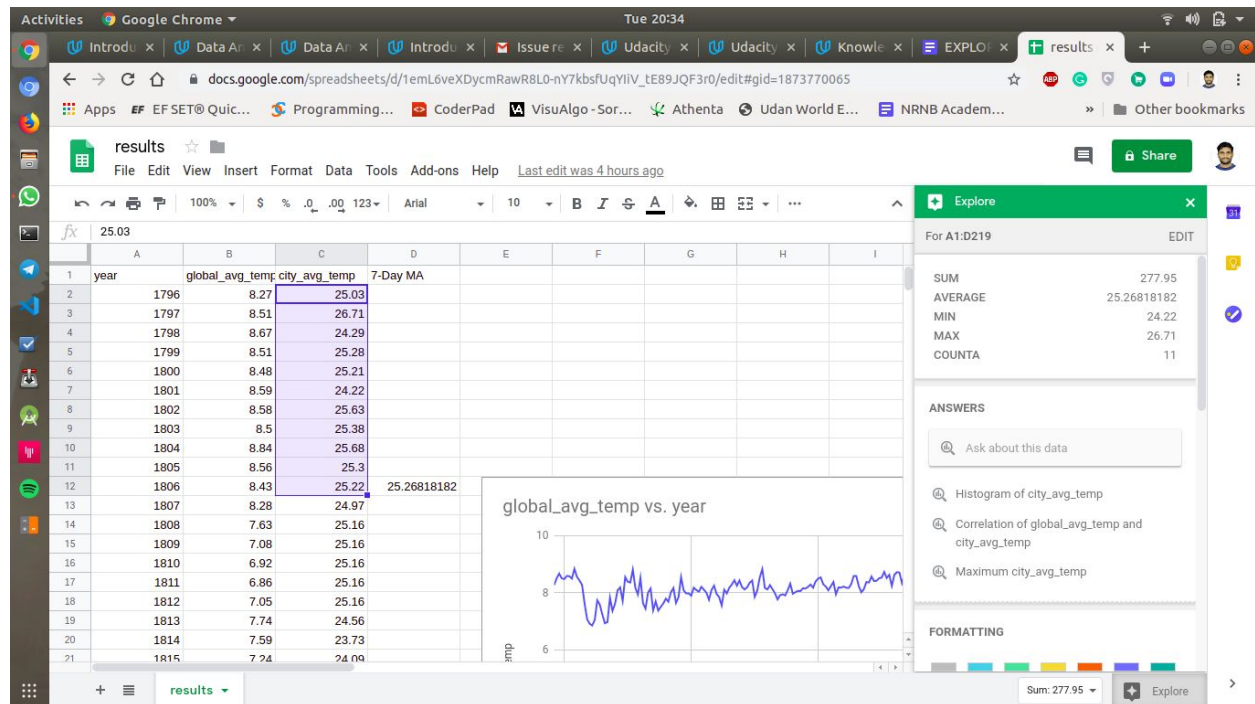 Activities Google Chrome Tue 20:34
Introdu Data An Data An Introdu Issue re Udacity Udacity Knowle EXPLOR results
docs.google.com/spreadsheets/d/1emL6veXDycmRawR8L0-nY7kbsfUqYIiV_tE89JQF3r0/edit#gid=1873770065
Apps EF SET® Quic... Programming... CoderPad VisuAlgo - Sor... Athenta Udan World E... NRNB Academ... » Other bookmarks
results
File Edit View Insert Format Data Tools Add-ons Help Last edit was 4 hours ago
Share
100% $ % .0 .00 123 Arial 10 B I S A
fx 25.03
A B C D E F G H I
1 year global_avg_temp city_avg_temp 7-Day MA
2 1796 8.27 25.03
3 1797 8.51 26.71
4 1798 8.67 24.29
5 1799 8.51 25.28
6 1800 8.48 25.21
7 1801 8.59 24.22
8 1802 8.58 25.63
9 1803 8.5 25.38
10 1804 8.84 25.68
11 1805 8.56 25.3
12 1806 8.43 25.22 25.26818182
13 1807 8.28 24.97
14 1808 7.63 25.16
15 1809 7.08 25.16
16 1810 6.92 25.16
17 1811 6.86 25.16
18 1812 7.05 25.16
19 1813 7.74 24.56
20 1814 7.59 23.73
21 1815 7.24 24.09
global_avg_temp vs. year
10
8
6
emp
Explore
For A1:D219 EDIT
SUM 277.95
AVERAGE 25.26818182
MIN 24.22
MAX 26.71
COUNTA 11
ANSWERS
Ask about this data
Histogram of city_avg_temp
Correlation of global_avg_temp and
city_avg_temp
Maximum city_avg_temp
FORMATTING
31
results
Sum: 277.95 Explore